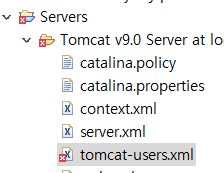 Servers
Tomcat v9.0 Server at lo
catalina.policy
catalina.properties
context.xml
server.xml
tomcat-users.xml